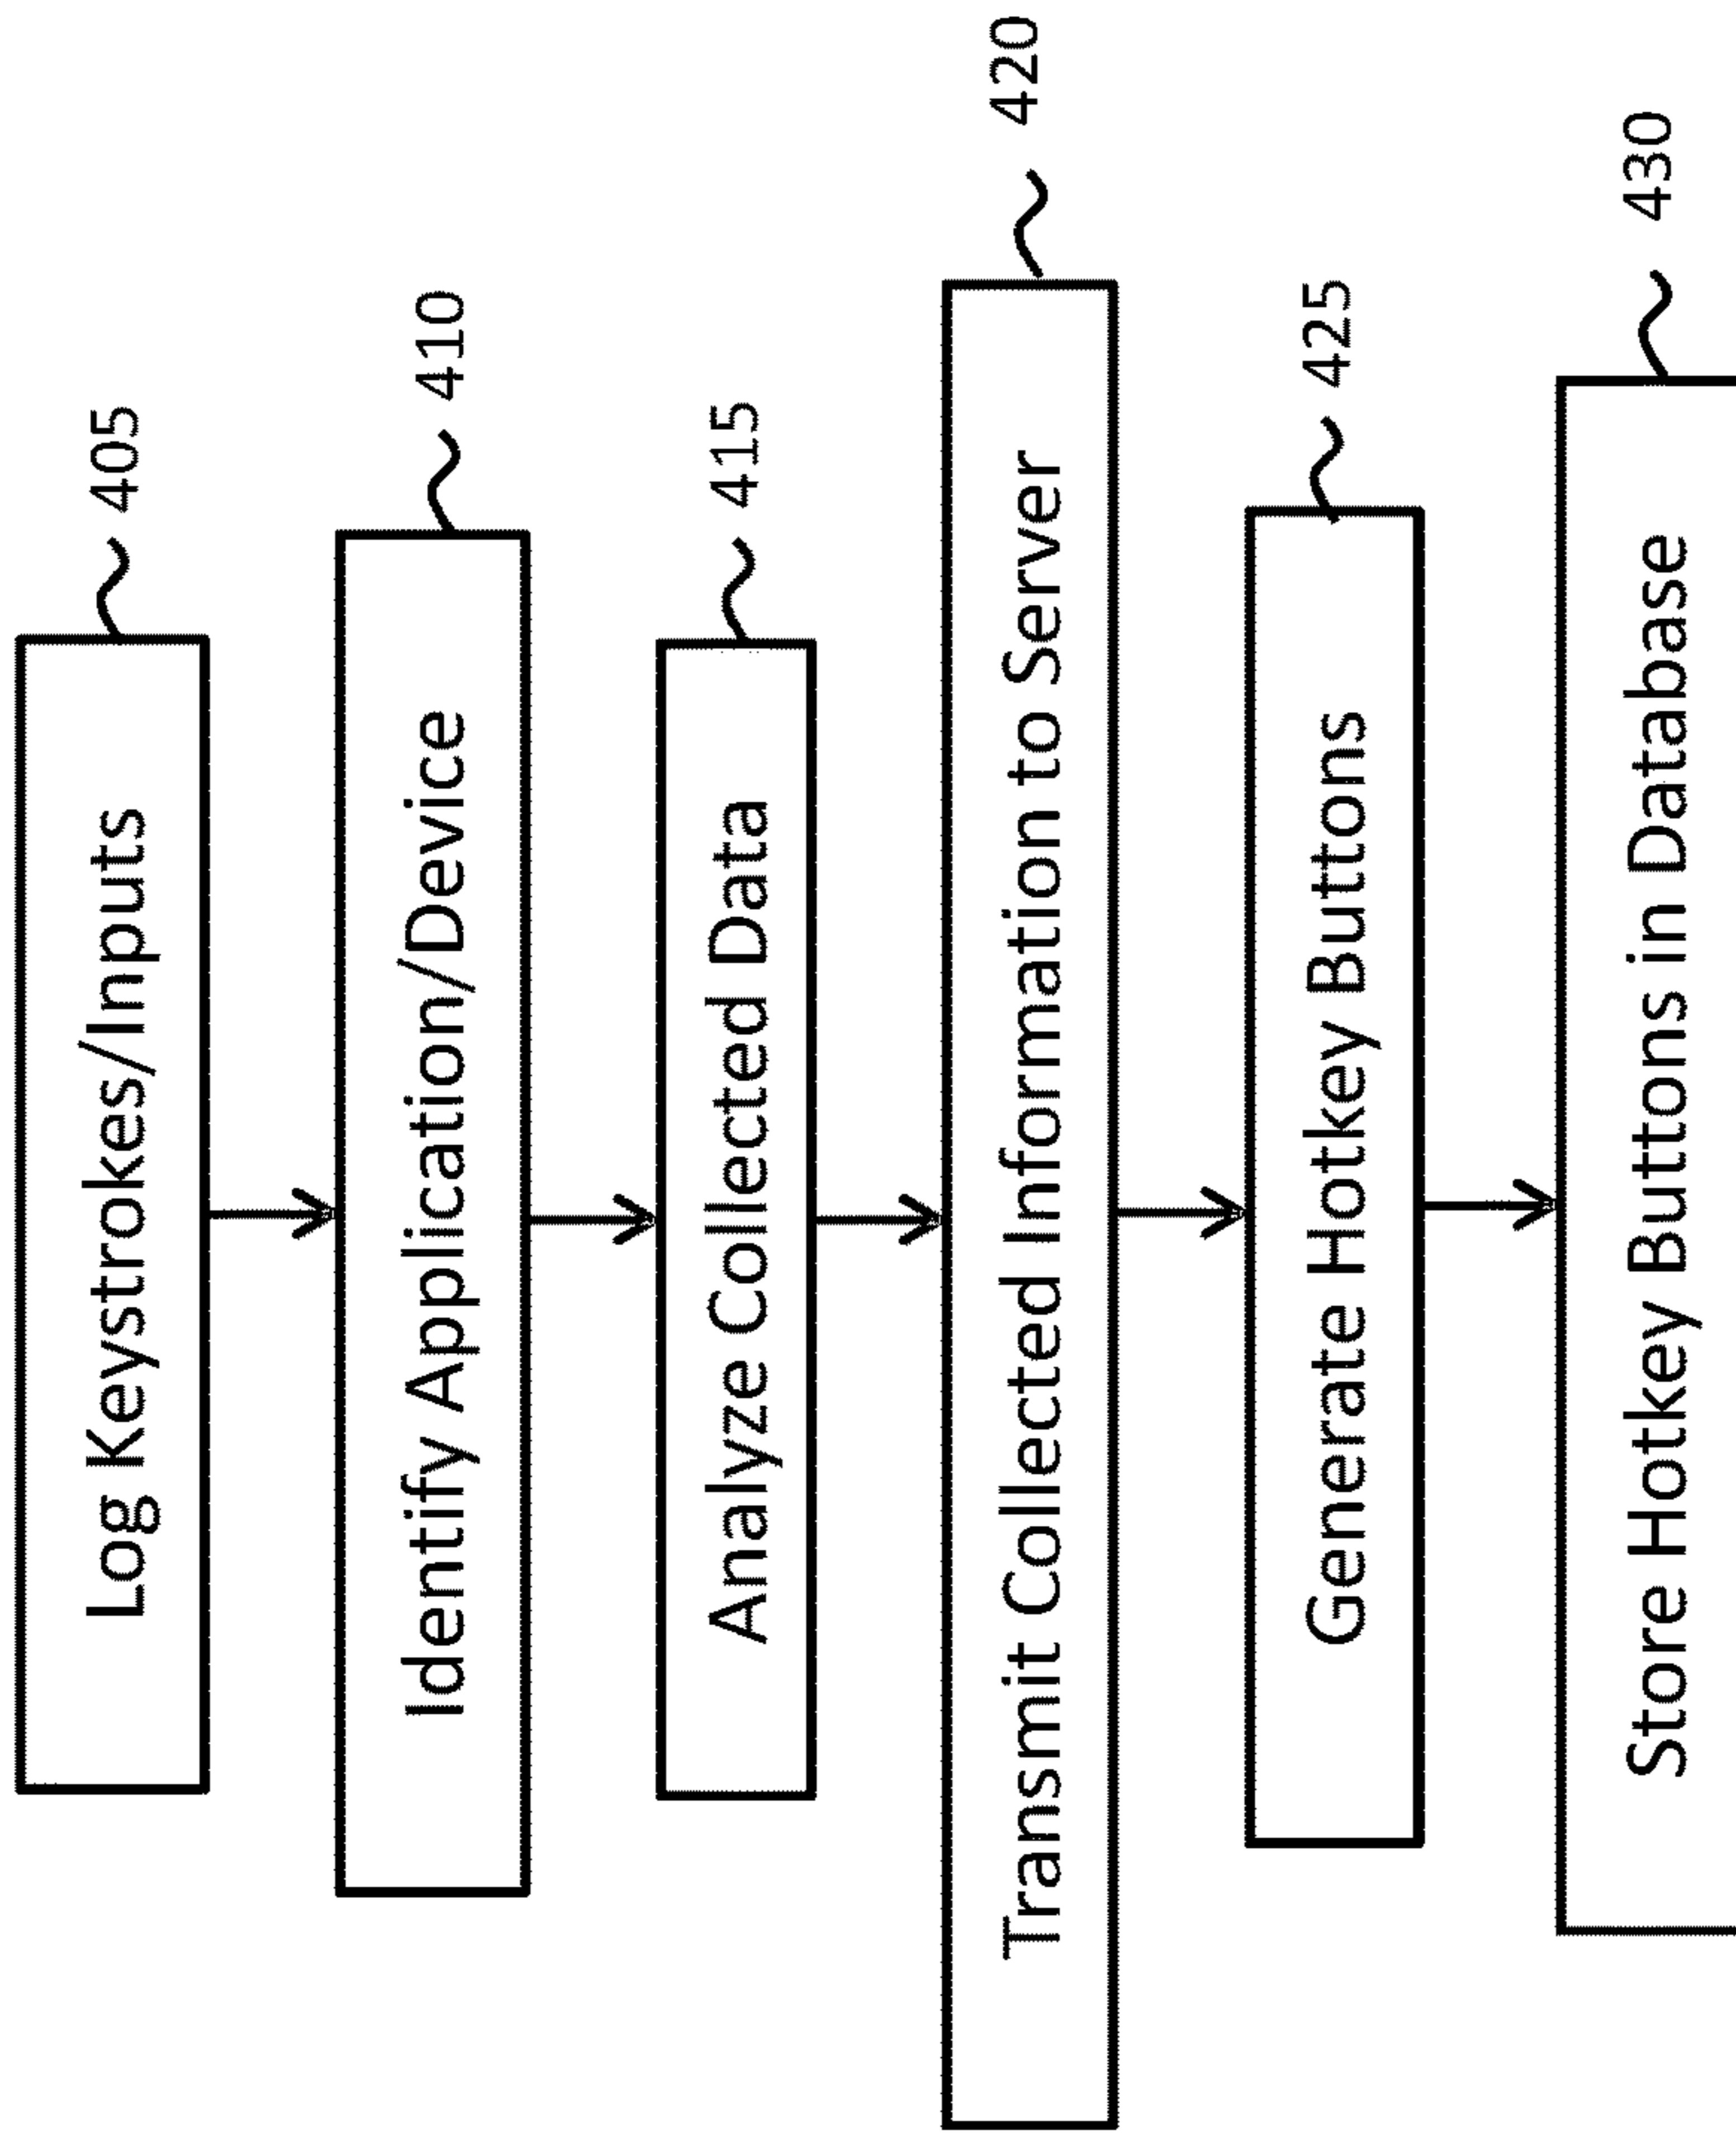 Log Keystrokes/Inputs
405
Identify Application/Device
410
Analyze Collected Data
415
Transmit Collected Information to Server
420
Generate Hotkey Buttons
425
Store Hotkey Buttons in Database
430